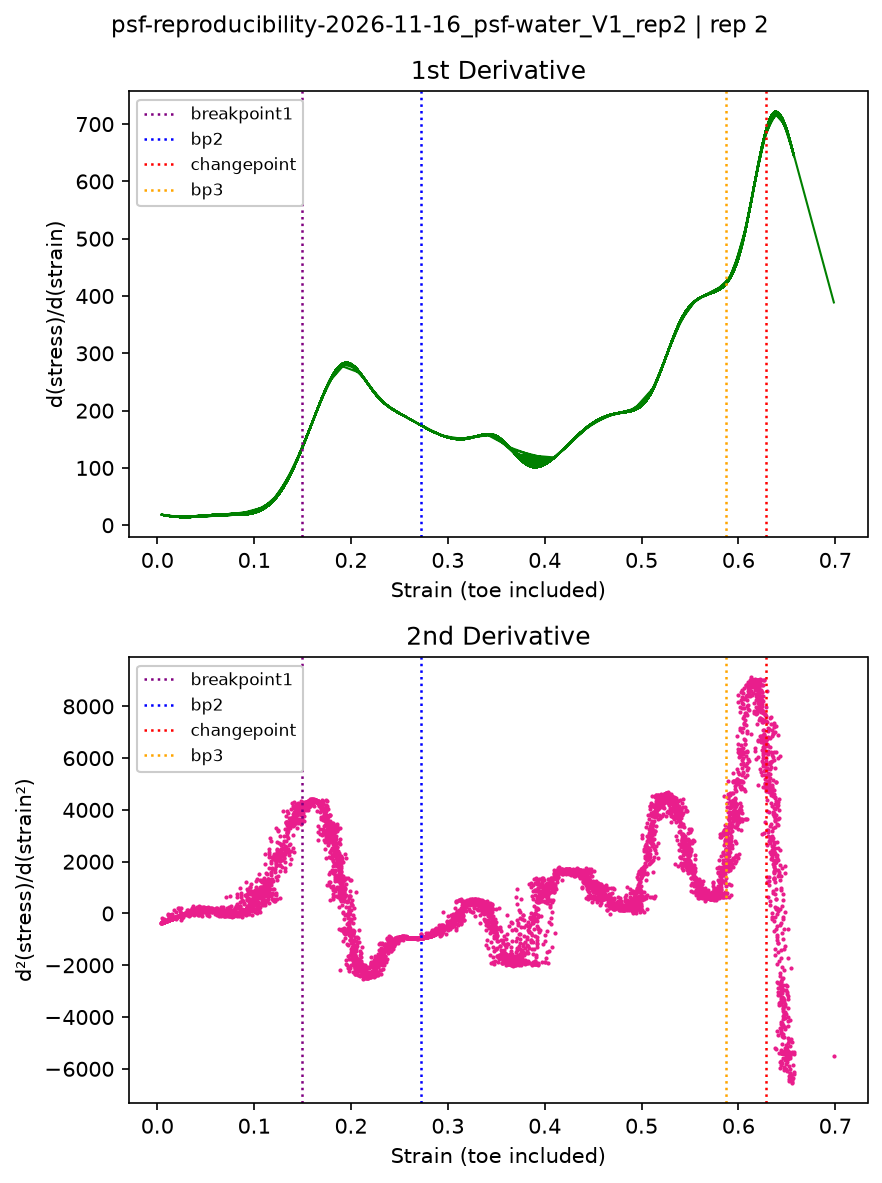 psf-reproducibility-2026-11-16_psf-water_V1_rep2 | rep 2
1st Derivative
breakpoint1
bp2
changepoint
bp3
d(stress)/d(strain)
700
600
500
400
300
200
100
0
0.0 0.1 0.2 0.3 0.4 0.5 0.6 0.7
Strain (toe included)
2nd Derivative
breakpoint1
bp2
changepoint
bp3
d²(stress)/d(strain²)
8000
6000
4000
2000
0
−2000
−4000
−6000
0.0 0.1 0.2 0.3 0.4 0.5 0.6 0.7
Strain (toe included)